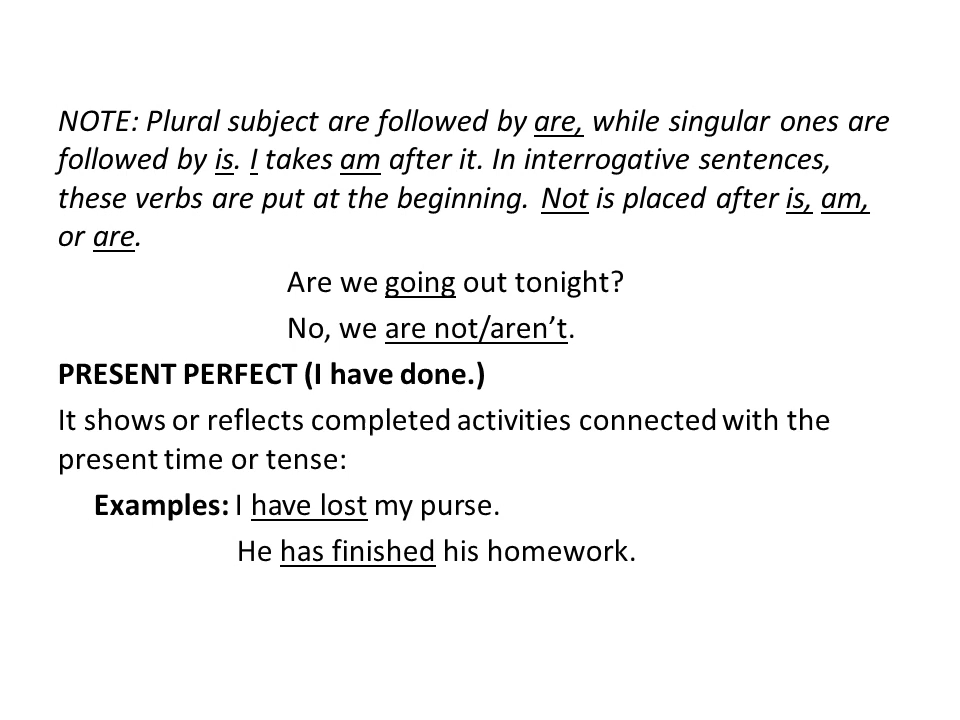 NOTE: Plural subject are followed by are, while singular ones are
followed by is. I takes am after it. In interrogative sentences,
these verbs are put at the beginning. Not is placed after is, am,
or are.
Are we going out tonight?
No, we are not/aren’t.
PRESENT PERFECT (I have done.)
It shows or reflects completed activities connected with the
present time or tense:
Examples: I have lost my purse.
He has finished his homework.